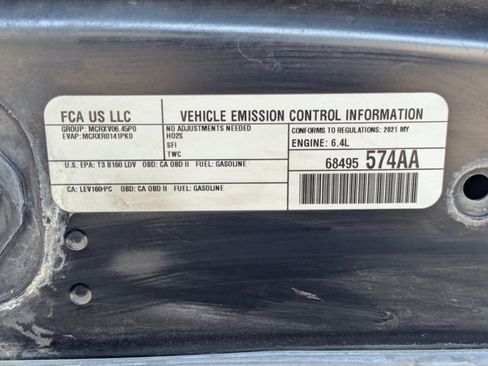 FCA US LLC
VEHICLE EMISSION CONTROL INFORMATION
GROUP: MCRXV06.45P0
EVAP: MCRXR0141PK0
NO ADJUSTMENTS NEEDED
HO2S
SFI
TWC
CONFORMS TO REGULATIONS: 2021 MY
ENGINE: 6.4L
U.S. EPA: T3 B160 LDV OBD: CA OBD II FUEL: GASOLINE
68495 574AA
CA: LEV160-PC OBD: CA OBD II FUEL: GASOLINE